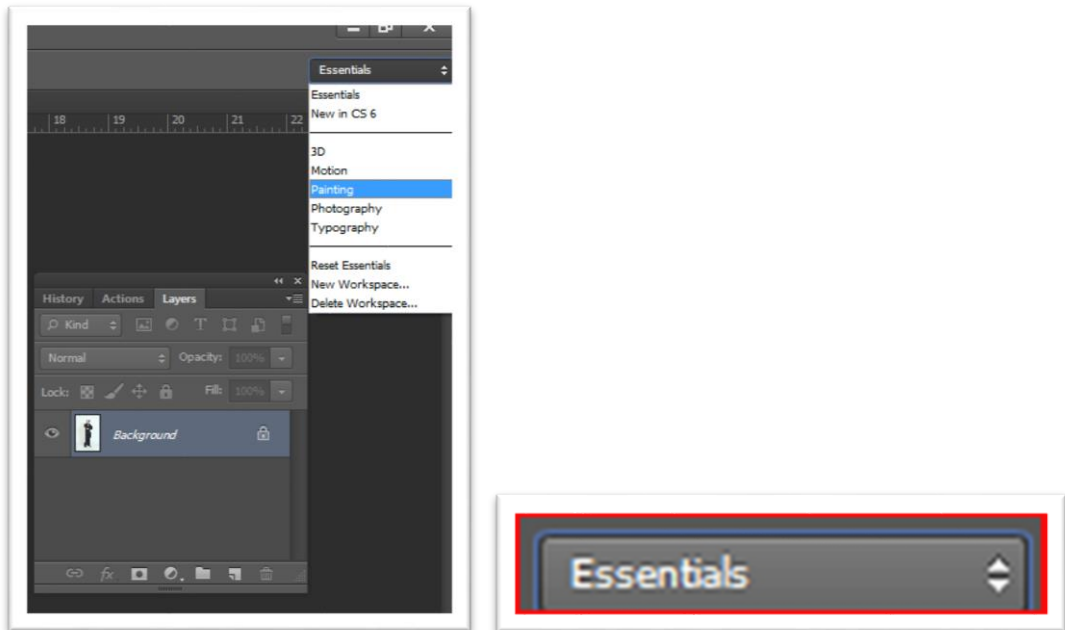 Essentials
Essentials
New in CS 6
18 19 20 21 22
3D
Motion
Painting
Photography
Typography
Reset Essentials
New Workspace...
Delete Workspace...
History Actions Layers
Kind T
Normal Opacity: 100%
Lock: Fill: 100%
Background
fx
Essentials